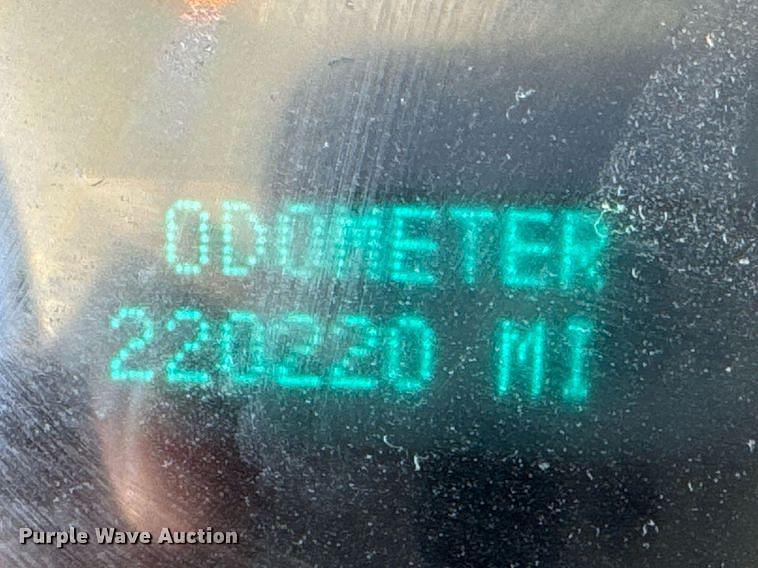 ODOMETER
220220 MI
Purple Wave Auction